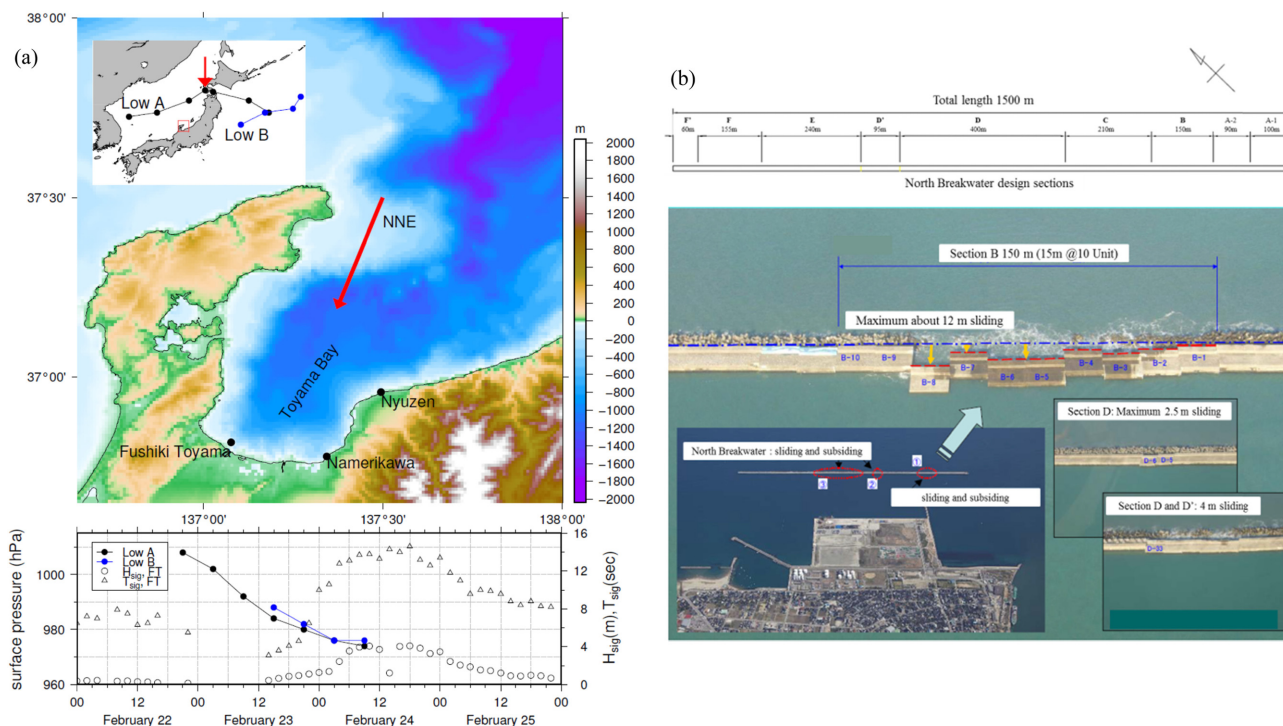 (a)
38°00'
37°30'
37°00'
137°00'
137°30'
138°00'
Low A
Low B
NNE
Toyama Bay
Nyuzen
Fushiki Toyama
Namerikawa
m
2000
1800
1600
1400
1200
1000
800
600
400
200
0
−200
−400
−600
−800
−1000
−1200
−1400
−1600
−1800
−2000
surface pressure (hPa)
1000
980
960
Low A
Low B
Hsig, FT
Tsig, FT
16
12
8
4
0
Hsig(m), Tsig(sec)
00 12 00 12 00 12 00 12 00
February 22 February 23 February 24 February 25
(b)
Total length 1500 m
F' F E D' D C B A-2 A-1
60m 155m 240m 95m 400m 210m 150m 90m 100m
North Breakwater design sections
Section B 150 m (15m @10 Unit)
Maximum about 12 m sliding
B-10 B-9 B-8 B-7 B-6 B-5 B-4 B-3 B-2 B-1
Section D: Maximum 2.5 m sliding
North Breakwater : sliding and subsiding
1
2
3
sliding and subsiding
Section D and D': 4 m sliding
D-33